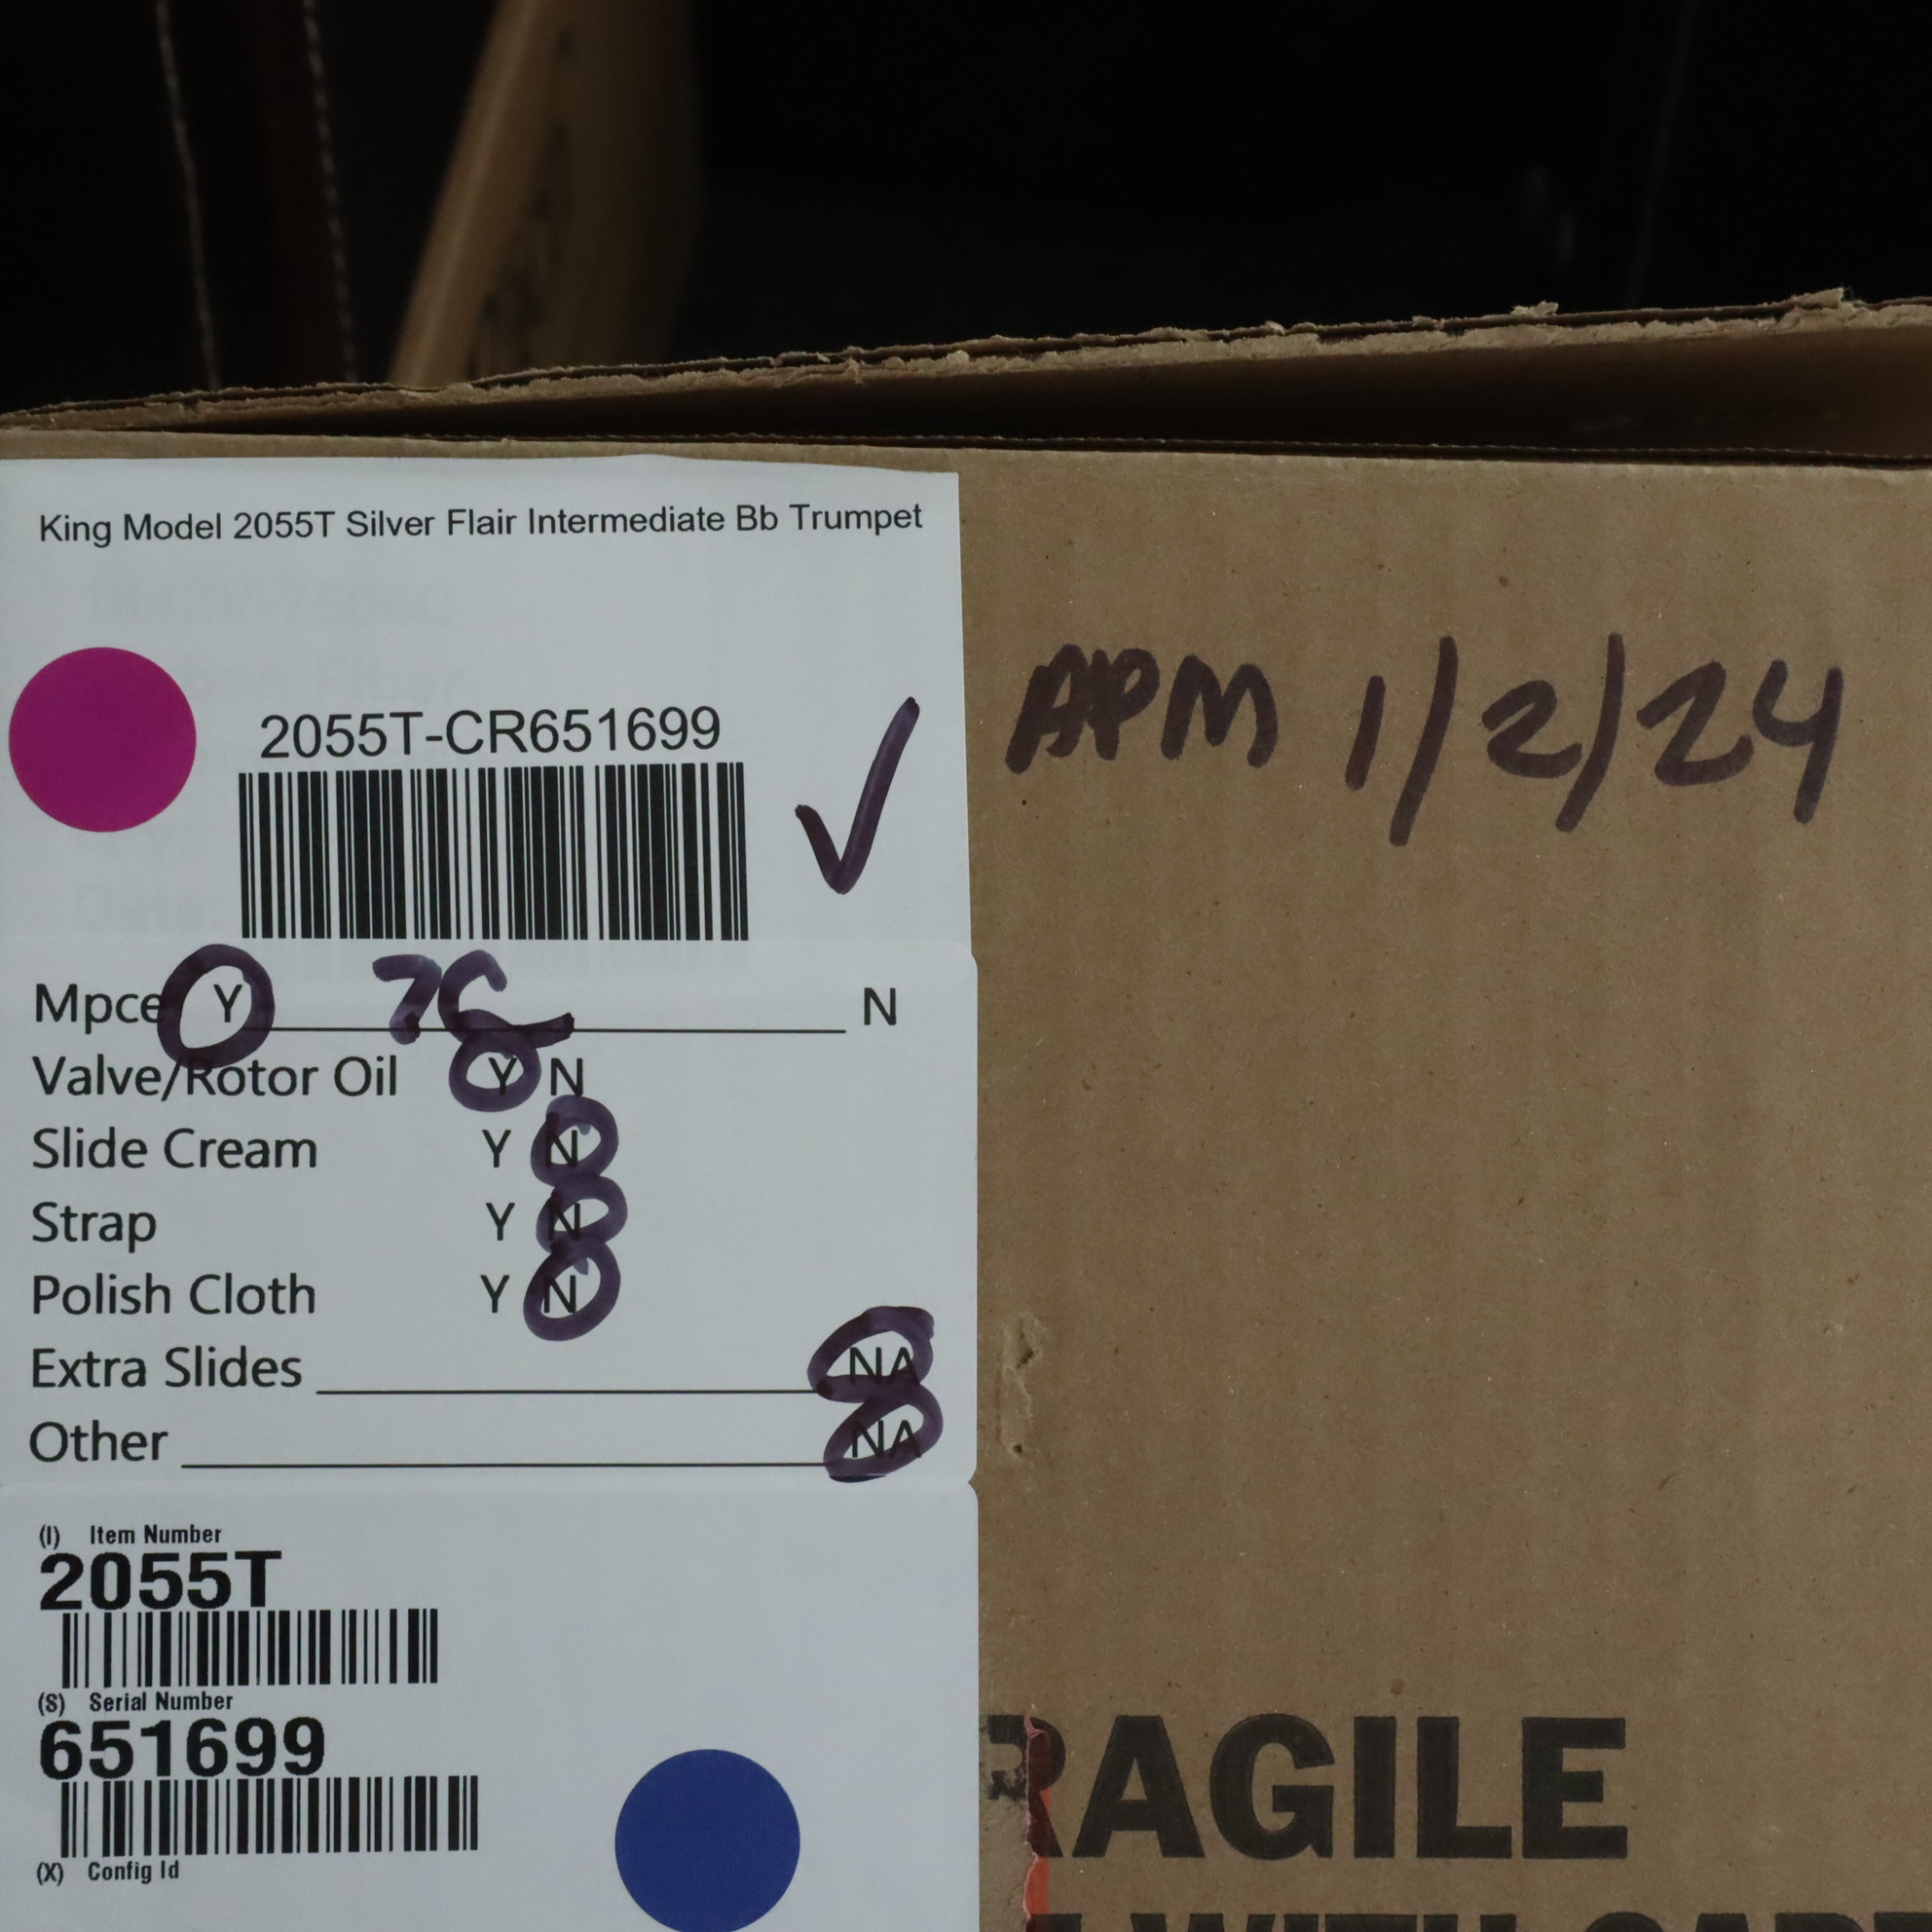 King Model 2055T Silver Flair Intermediate Bb Trumpet
2055T-CR651699
APM 1/2/24
Mpce Y 7C N
Valve/Rotor Oil Y N
Slide Cream Y N
Strap Y N
Polish Cloth Y N
Extra Slides NA
Other NA
(I) Item Number
2055T
(S) Serial Number
651699
(X) Config Id
RAGILE
WITH